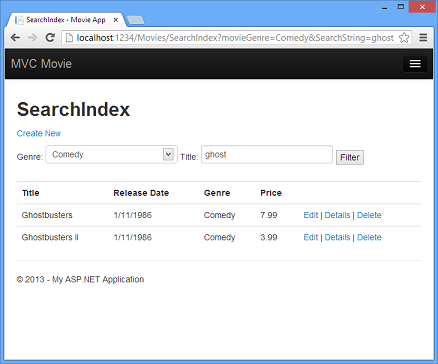 SearchIndex - Movie App
localhost:1234/Movies/SearchIndex?movieGenre=Comedy&SearchString=ghost
MVC Movie
SearchIndex
Create New
Genre: Comedy Title: ghost Filter
Title Release Date Genre Price
Ghostbusters 1/11/1986 Comedy 7.99 Edit | Details | Delete
Ghostbusters II 1/11/1986 Comedy 3.99 Edit | Details | Delete
© 2013 - My ASP.NET Application